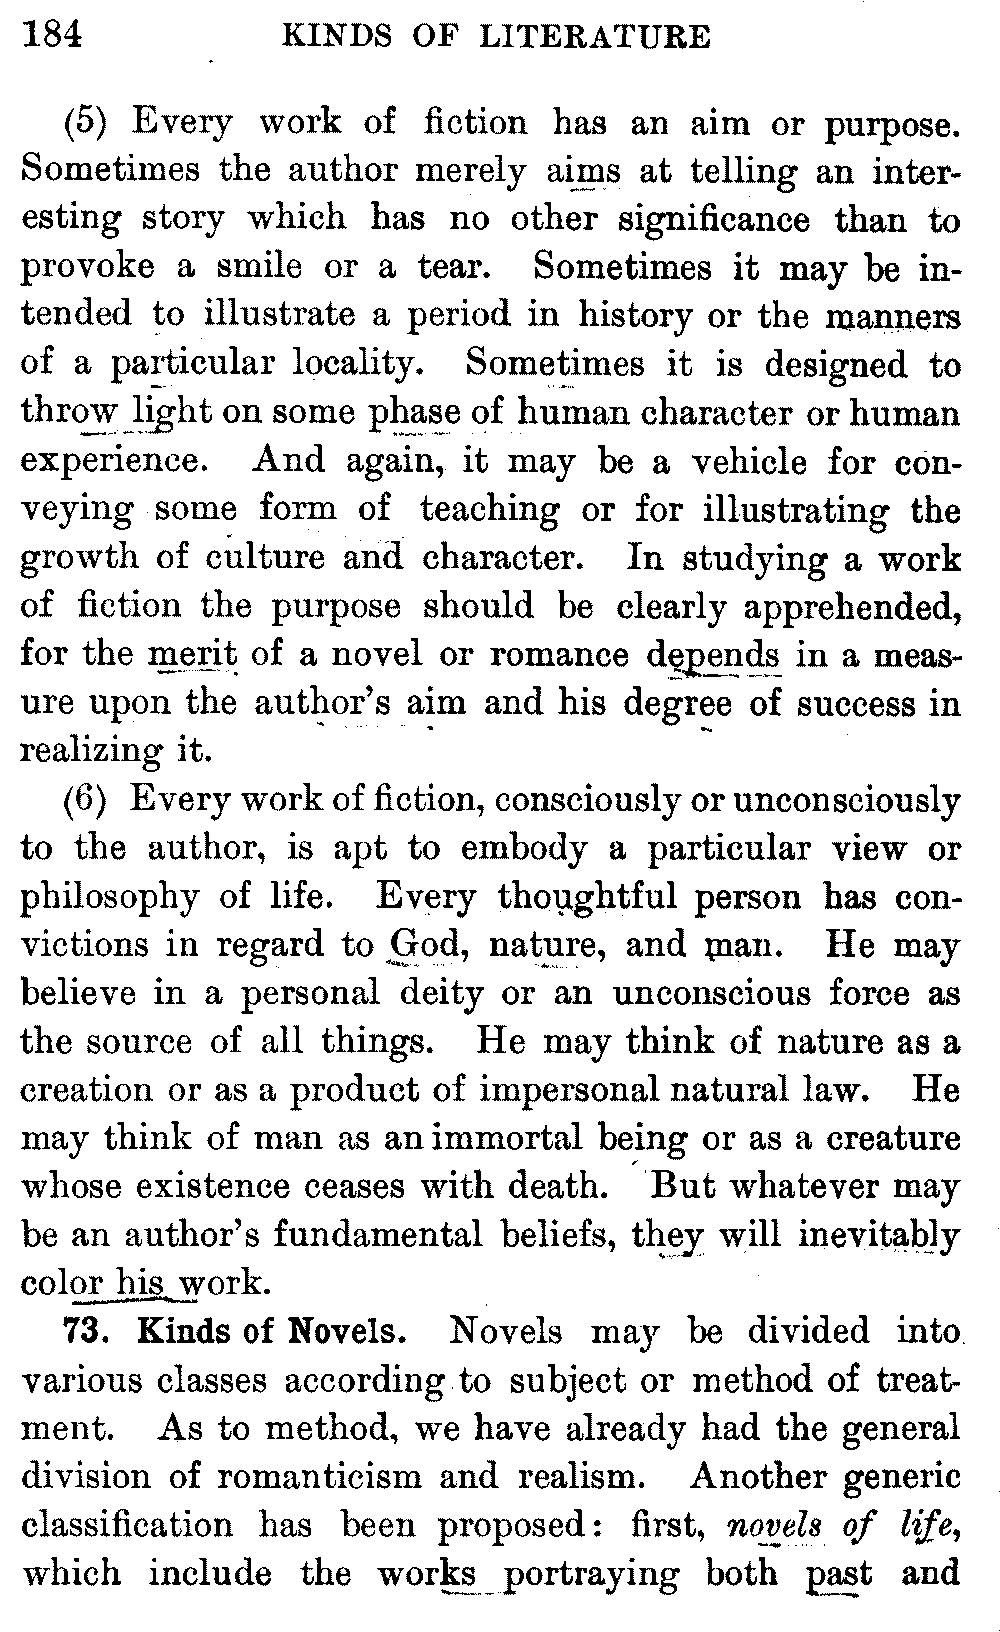 184 KINDS OF LITERATURE
(5) Every work of fiction has an aim or purpose.
Sometimes the author merely aims at telling an inter-
esting story which has no other significance than to
provoke a smile or a tear. Sometimes it may be in-
tended to illustrate a period in history or the manners
of a particular locality. Sometimes it is designed to
throw light on some phase of human character or human
experience. And again, it may be a vehicle for con-
veying some form of teaching or for illustrating the
growth of culture and character. In studying a work
of fiction the purpose should be clearly apprehended,
for the merit of a novel or romance depends in a meas-
ure upon the author's aim and his degree of success in
realizing it.
(6) Every work of fiction, consciously or unconsciously
to the author, is apt to embody a particular view or
philosophy of life. Every thoughtful person has con-
victions in regard to God, nature, and man. He may
believe in a personal deity or an unconscious force as
the source of all things. He may think of nature as a
creation or as a product of impersonal natural law. He
may think of man as an immortal being or as a creature
whose existence ceases with death. But whatever may
be an author's fundamental beliefs, they will inevitably
color his work.
73. Kinds of Novels. Novels may be divided into
various classes according to subject or method of treat-
ment. As to method, we have already had the general
division of romanticism and realism. Another generic
classification has been proposed: first, novels of life,
which include the works portraying both past and